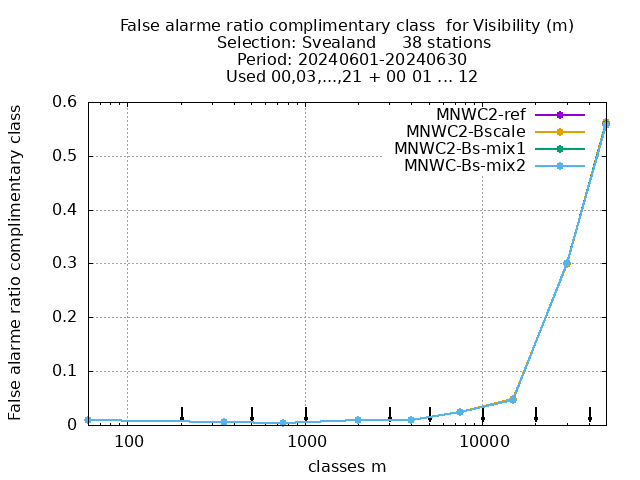 False alarme ratio complimentary class  for Visibility (m)
Selection: Svealand     38 stations
Period: 20240601-20240630
Used 00,03,...,21 + 00 01 ... 12
False alarme ratio complimentary class
0.6
0.5
0.4
0.3
0.2
0.1
0
MNWC2-ref
MNWC2-Bscale
MNWC2-Bs-mix1
MNWC-Bs-mix2
100
1000
10000
classes m